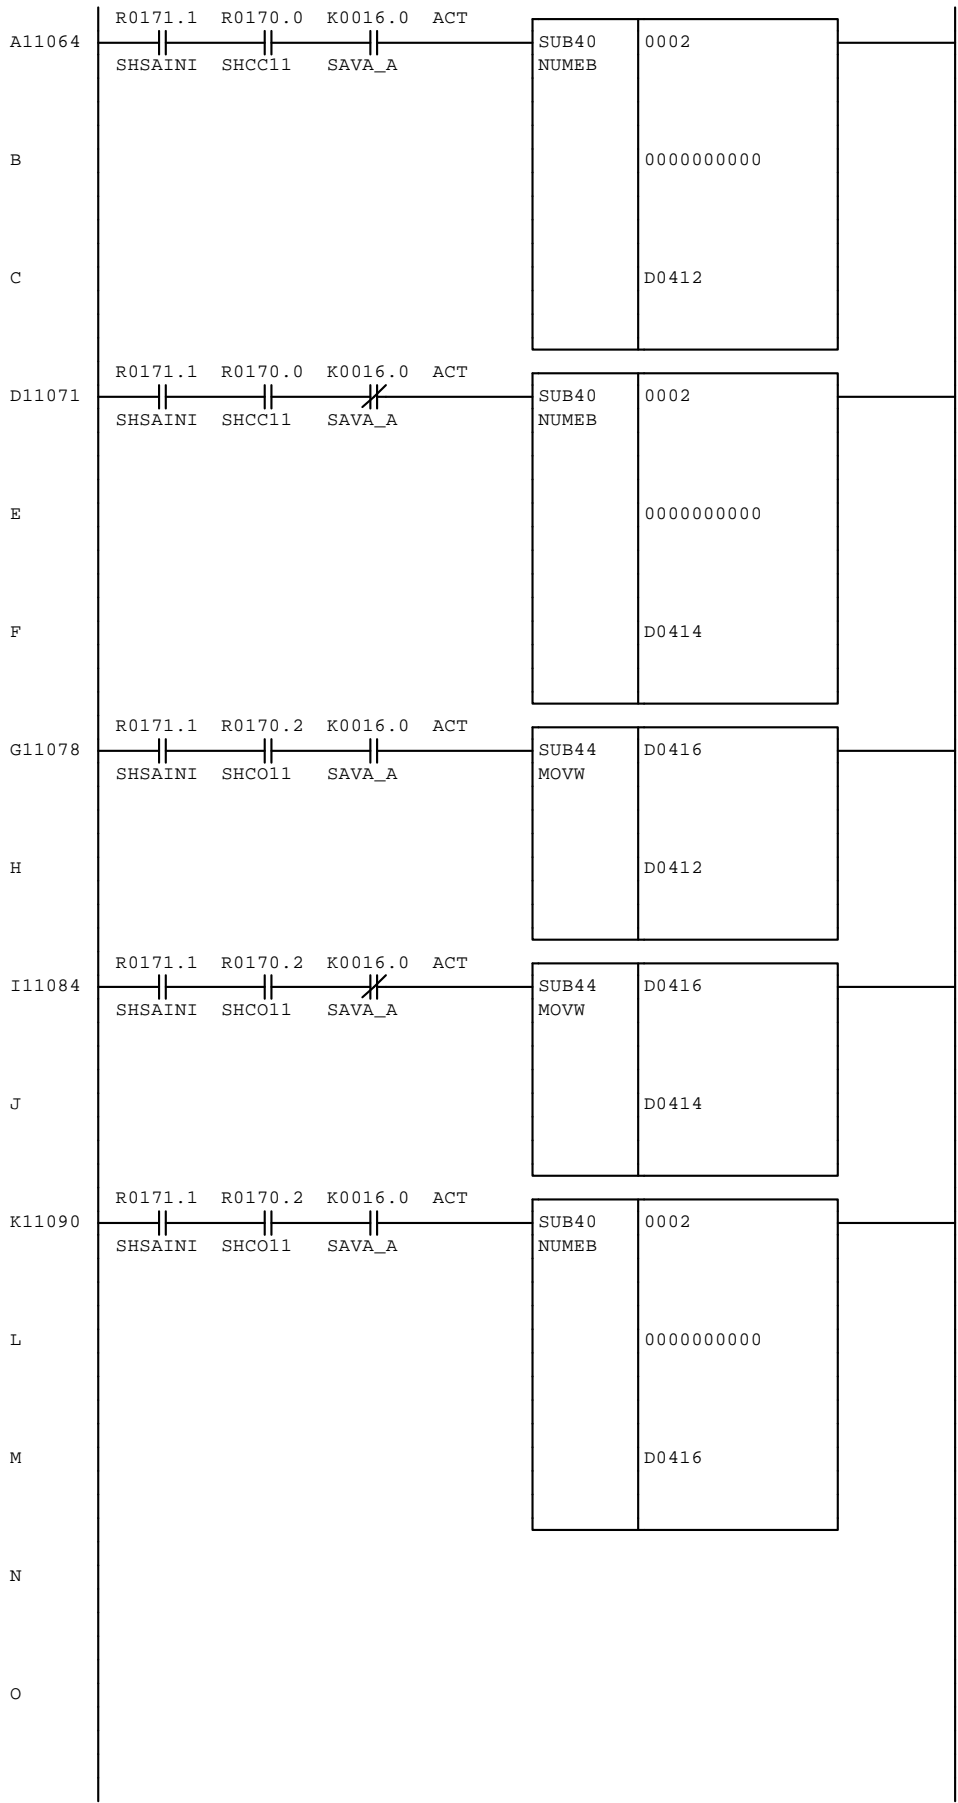 R0171.1 R0170.0 K0016.0 ACT
A11064 SUB40 0002
SHSAINI SHCC11 SAVA_A NUMEB
B 0000000000
C D0412
R0171.1 R0170.0 K0016.0 ACT
D11071 SUB40 0002
SHSAINI SHCC11 SAVA_A NUMEB
E 0000000000
F D0414
R0171.1 R0170.2 K0016.0 ACT
G11078 SUB44 D0416
SHSAINI SHCO11 SAVA_A MOVW
H D0412
R0171.1 R0170.2 K0016.0 ACT
I11084 SUB44 D0416
SHSAINI SHCO11 SAVA_A MOVW
J D0414
R0171.1 R0170.2 K0016.0 ACT
K11090 SUB40 0002
SHSAINI SHCO11 SAVA_A NUMEB
L 0000000000
M D0416
N
O